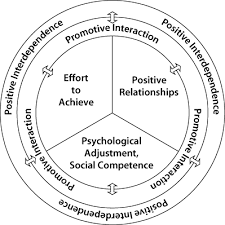 Positive Interdependence
Positive Interdependence
Promotive Interaction
Effort to
Achieve
Positive
Relationships
Psychological
Adjustment,
Social Competence
Promotive Interaction
Promotive Interaction
Positive Interdependence